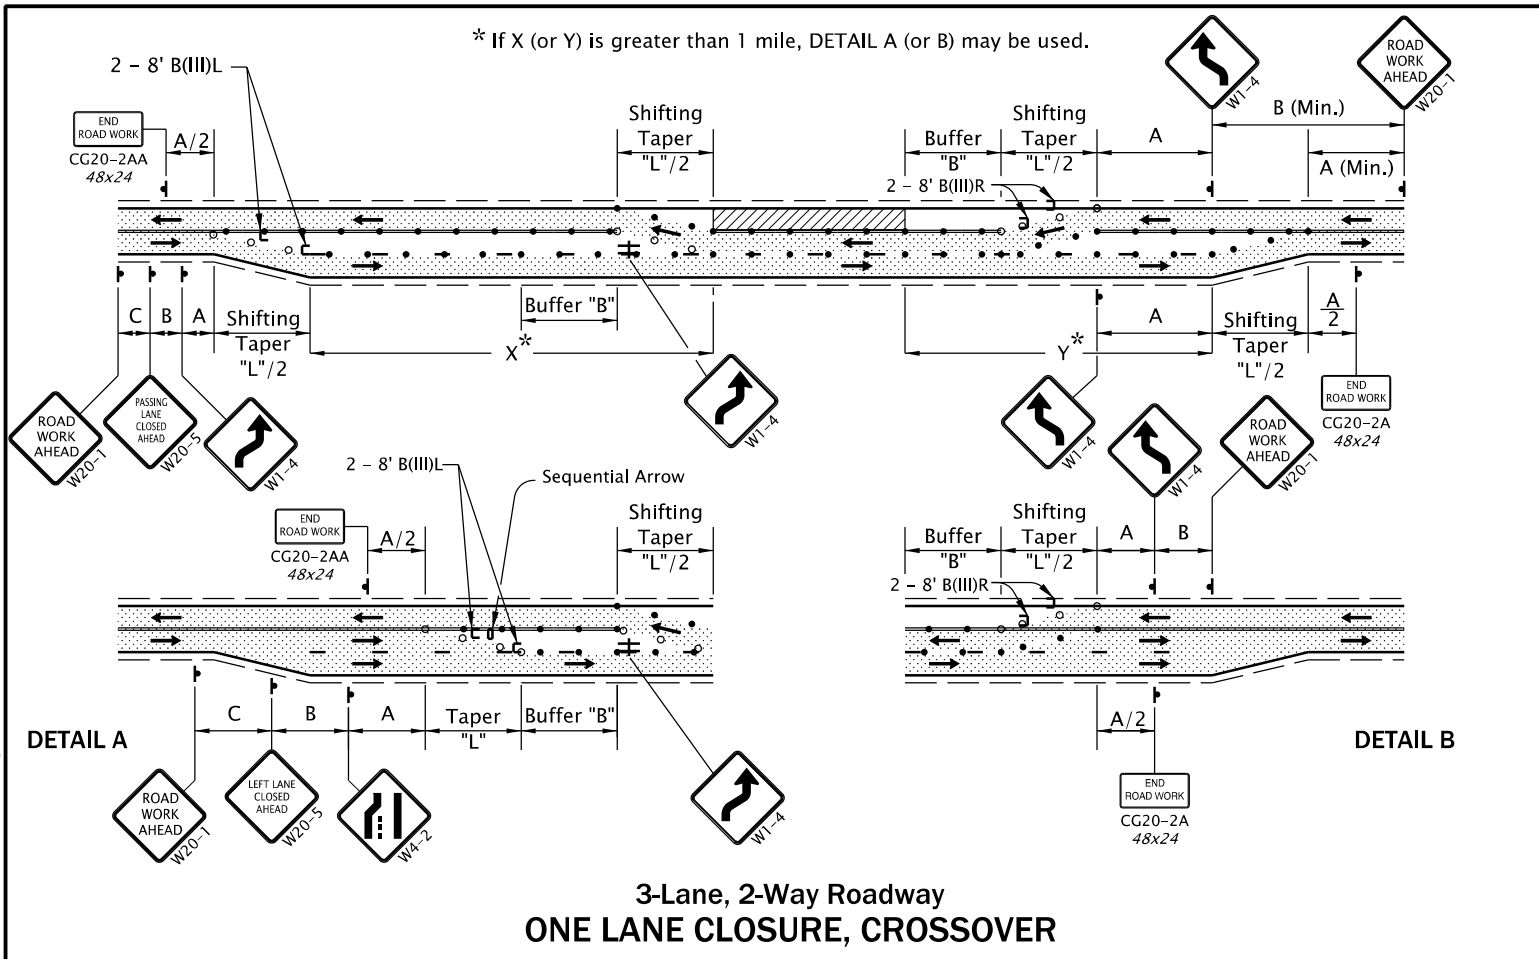 * If X (or Y) is greater than 1 mile, DETAIL A (or B) may be used.
2 - 8' B(III)L
END
ROAD WORK
CG20-2AA
48x24
A/2
Shifting
Taper
"L"/2
Buffer
"B"
Shifting
Taper
"L"/2
2 - 8' B(III)R
A
W1-4
ROAD
WORK
AHEAD
W20-1
B (Min.)
A (Min.)
C
B
A
Shifting
Taper
"L"/2
Buffer "B"
X*
A
Y*
Shifting
Taper
"L"/2
A
2
ROAD
WORK
AHEAD
W20-1
PASSING
LANE
CLOSED
AHEAD
W20-5
W1-4
W1-4
W1-4
END
ROAD WORK
CG20-2A
48x24
2 - 8' B(III)L
Sequential Arrow
END
ROAD WORK
CG20-2AA
48x24
A/2
Shifting
Taper
"L"/2
C
B
A
Taper
"L"
Buffer "B"
DETAIL A
ROAD
WORK
AHEAD
W20-1
LEFT LANE
CLOSED
AHEAD
W20-5
W4-2
W1-4
W1-4
ROAD
WORK
AHEAD
W20-1
Buffer
"B"
Shifting
Taper
"L"/2
A
B
2 - 8' B(III)R
A/2
DETAIL B
END
ROAD WORK
CG20-2A
48x24
3-Lane, 2-Way Roadway
ONE LANE CLOSURE, CROSSOVER